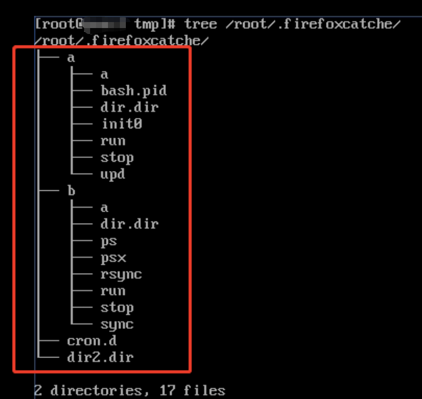 [root@ tmp]# tree /root/.firefoxcatche/
/root/.firefoxcatche/
├── a
│   ├── a
│   ├── bash.pid
│   ├── dir.dir
│   ├── init0
│   ├── run
│   ├── stop
│   └── upd
├── b
│   ├── a
│   ├── dir.dir
│   ├── ps
│   ├── psx
│   ├── rsync
│   ├── run
│   ├── stop
│   └── sync
├── cron.d
└── dir2.dir
2 directories, 17 files